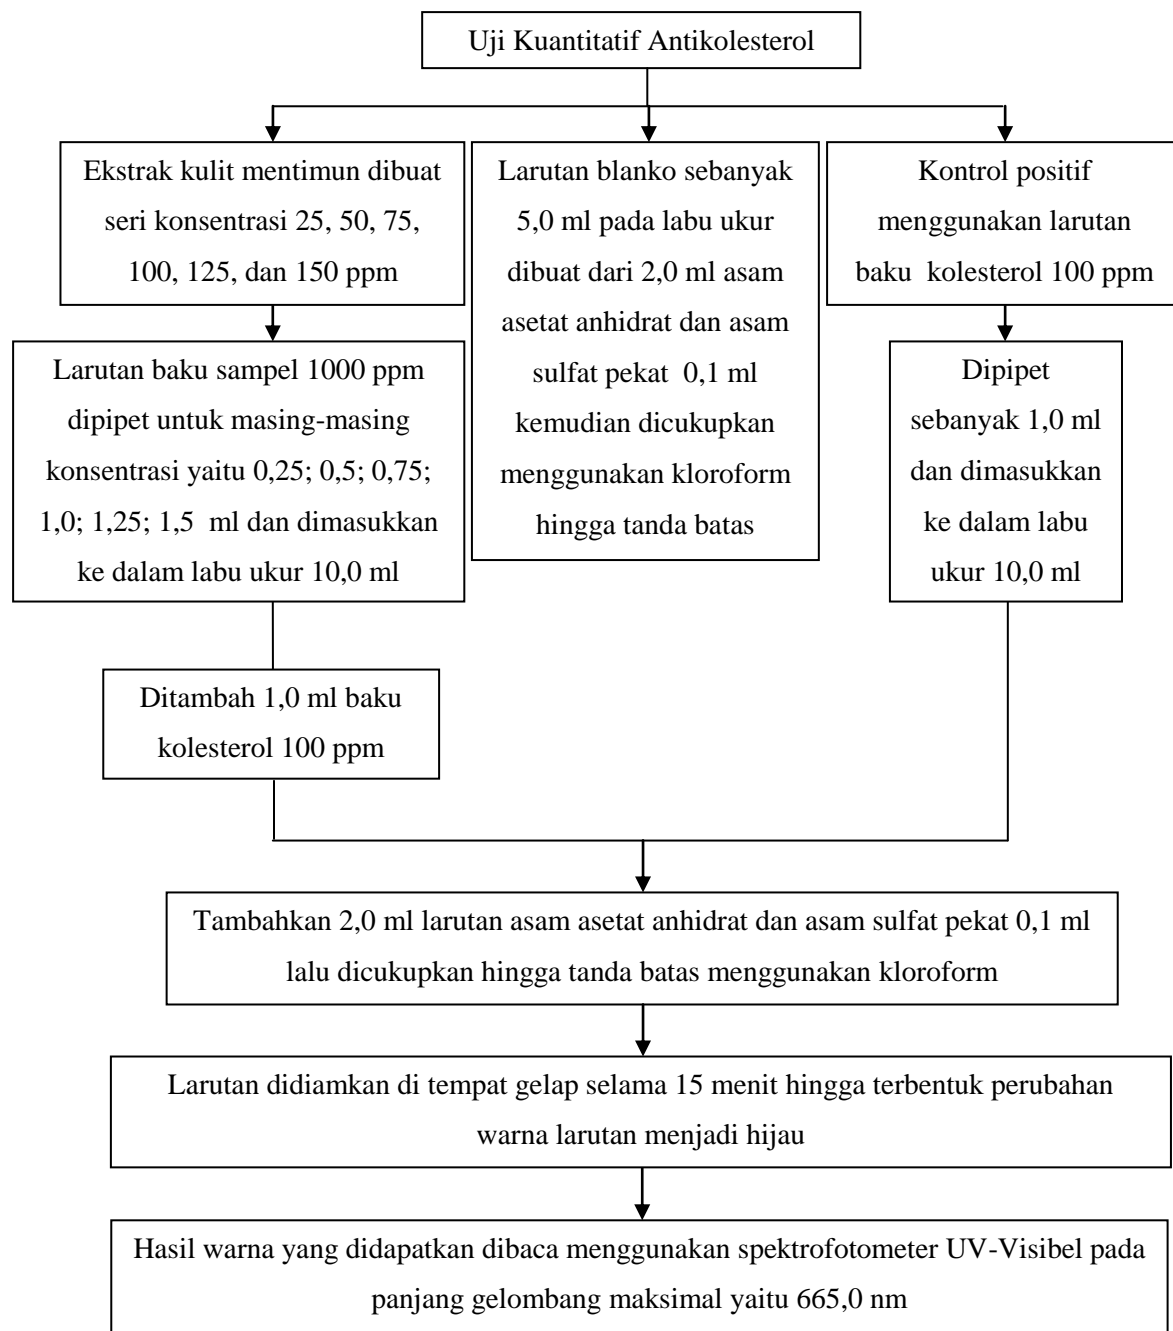 Uji Kuantitatif Antikolesterol
Ekstrak kulit mentimun dibuat
seri konsentrasi 25, 50, 75,
100, 125, dan 150 ppm
Larutan blanko sebanyak
5,0 ml pada labu ukur
dibuat dari 2,0 ml asam
asetat anhidrat dan asam
sulfat pekat 0,1 ml
kemudian dicukupkan
menggunakan kloroform
hingga tanda batas
Kontrol positif
menggunakan larutan
baku kolesterol 100 ppm
Larutan baku sampel 1000 ppm
dipipet untuk masing-masing
konsentrasi yaitu 0,25; 0,5; 0,75;
1,0; 1,25; 1,5 ml dan dimasukkan
ke dalam labu ukur 10,0 ml
Dipipet
sebanyak 1,0 ml
dan dimasukkan
ke dalam labu
ukur 10,0 ml
Ditambah 1,0 ml baku
kolesterol 100 ppm
Tambahkan 2,0 ml larutan asam asetat anhidrat dan asam sulfat pekat 0,1 ml
lalu dicukupkan hingga tanda batas menggunakan kloroform
Larutan didiamkan di tempat gelap selama 15 menit hingga terbentuk perubahan
warna larutan menjadi hijau
Hasil warna yang didapatkan dibaca menggunakan spektrofotometer UV-Visibel pada
panjang gelombang maksimal yaitu 665,0 nm